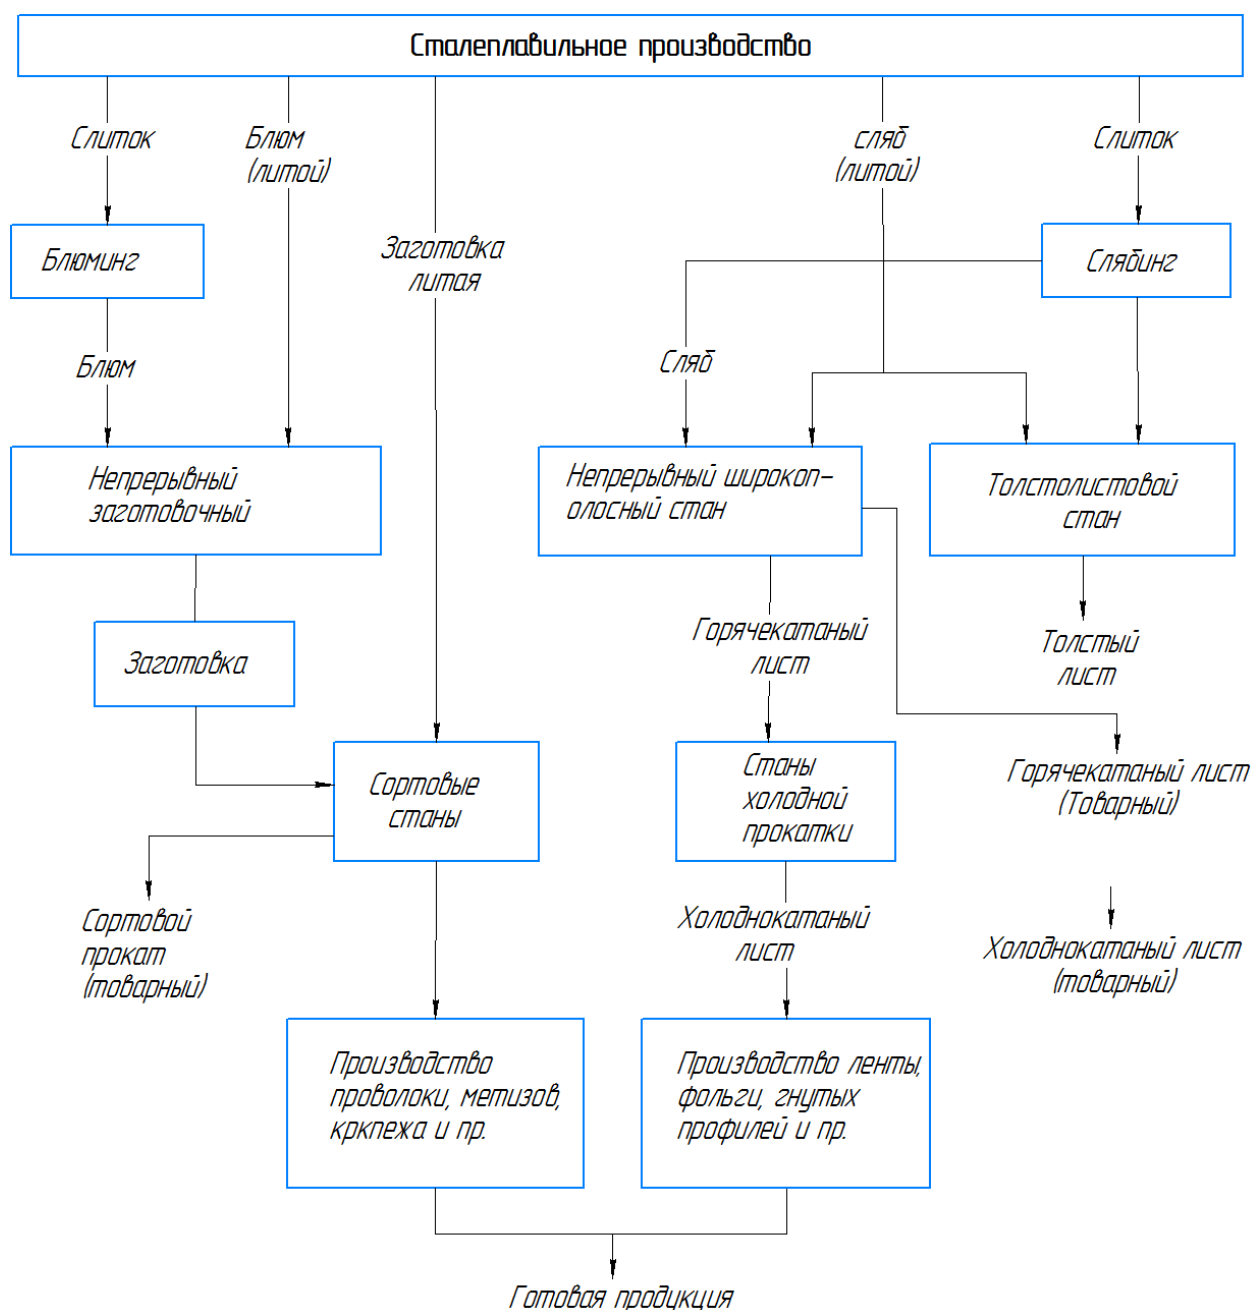 Сталеплавильное производство
Слиток
Блюм
(литой)
сляб
(литой)
Слиток
Блюминг
Заготовка
литая
Слябинг
Блюм
Сляб
Непрерывный
заготовочный
Непрерывный широкоп-
олосный стан
Толстолистовой
стан
Горячекатаный
лист
Толстый
лист
Заготовка
Сортовые
станы
Станы
холодной
прокатки
Горячекатаный лист
(Товарный)
Сортовой
прокат
(товарный)
Холоднокатаный
лист
Холоднокатаный лист
(товарный)
Производство
проволоки, метизов,
кркпежа и пр.
Производство ленты,
фольги, гнутых
профилей и пр.
Готовая продукция